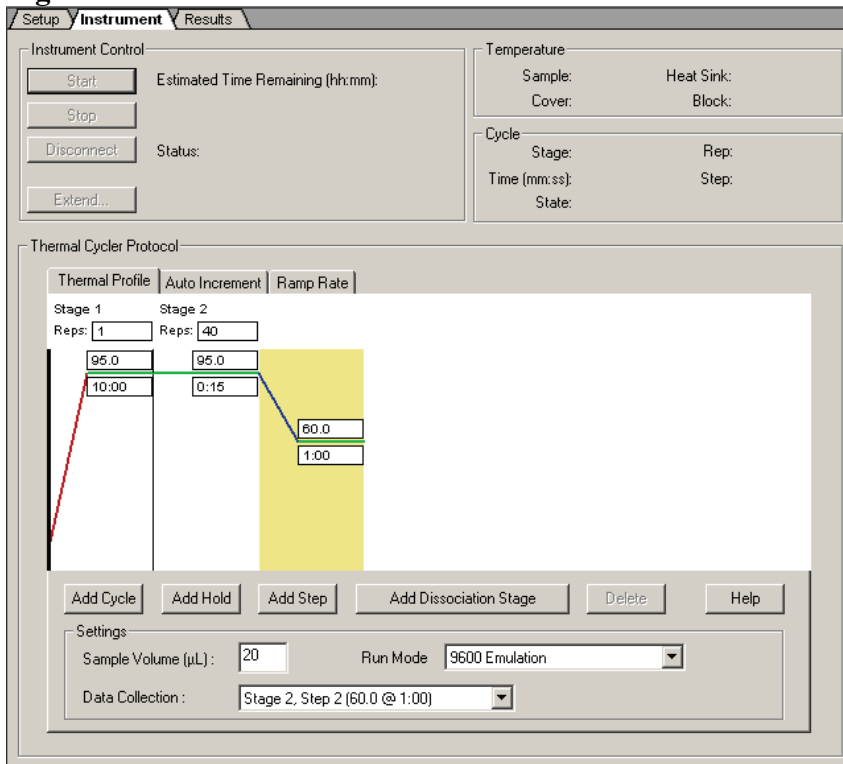 Setup Instrument Results
Instrument Control
Start Estimated Time Remaining (hh:mm):
Stop
Disconnect Status:
Extend...
Temperature
Sample: Heat Sink:
Cover: Block:
Cycle
Stage: Rep:
Time (mm:ss): Step:
State:
Thermal Cycler Protocol
Thermal Profile Auto Increment Ramp Rate
Stage 1 Stage 2
Reps: 1 Reps: 40
95.0 95.0
10:00 0:15
60.0
1:00
Add Cycle Add Hold Add Step Add Dissociation Stage Delete Help
Settings
Sample Volume (µL) : 20 Run Mode 9600 Emulation
Data Collection : Stage 2, Step 2 (60.0 @ 1:00)